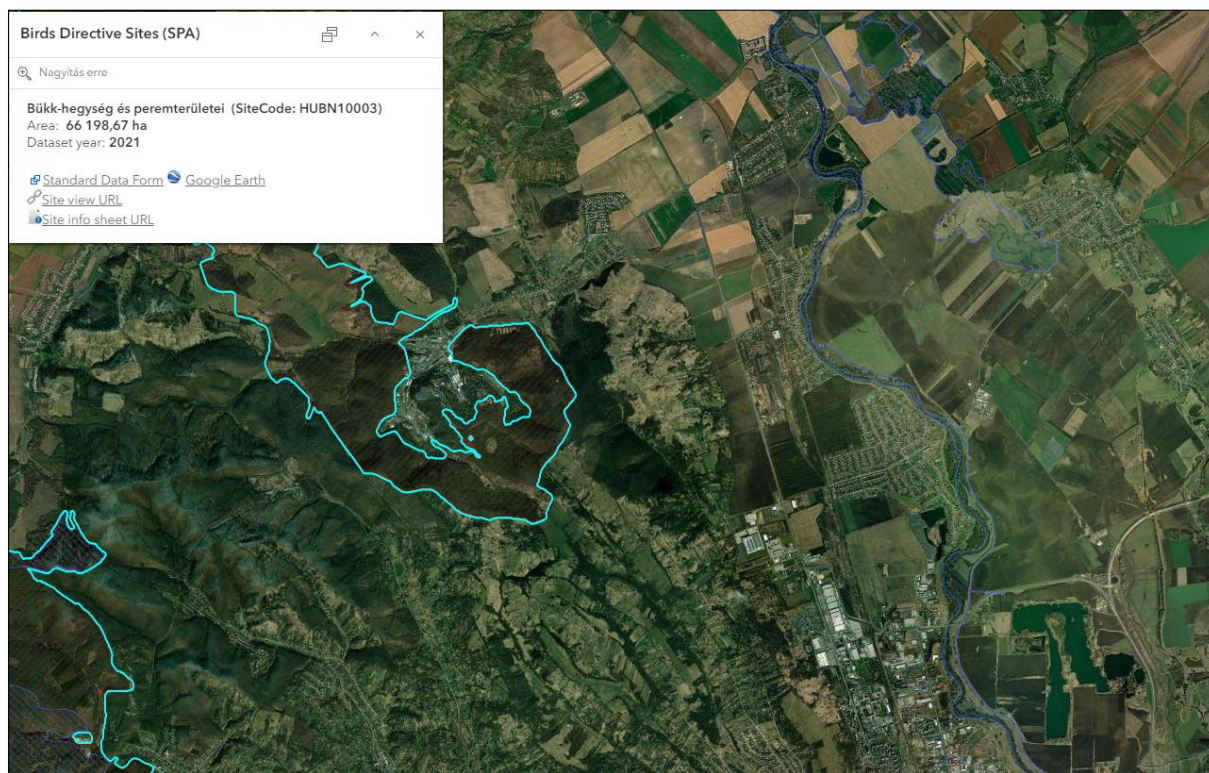 Birds Directive Sites (SPA)
Nagyítás erre
Bükk-hegység és peremterületei (SiteCode: HUBN10003)
Area: 66 198,67 ha
Dataset year: 2021
Standard Data Form Google Earth
Site view URL
Site info sheet URL